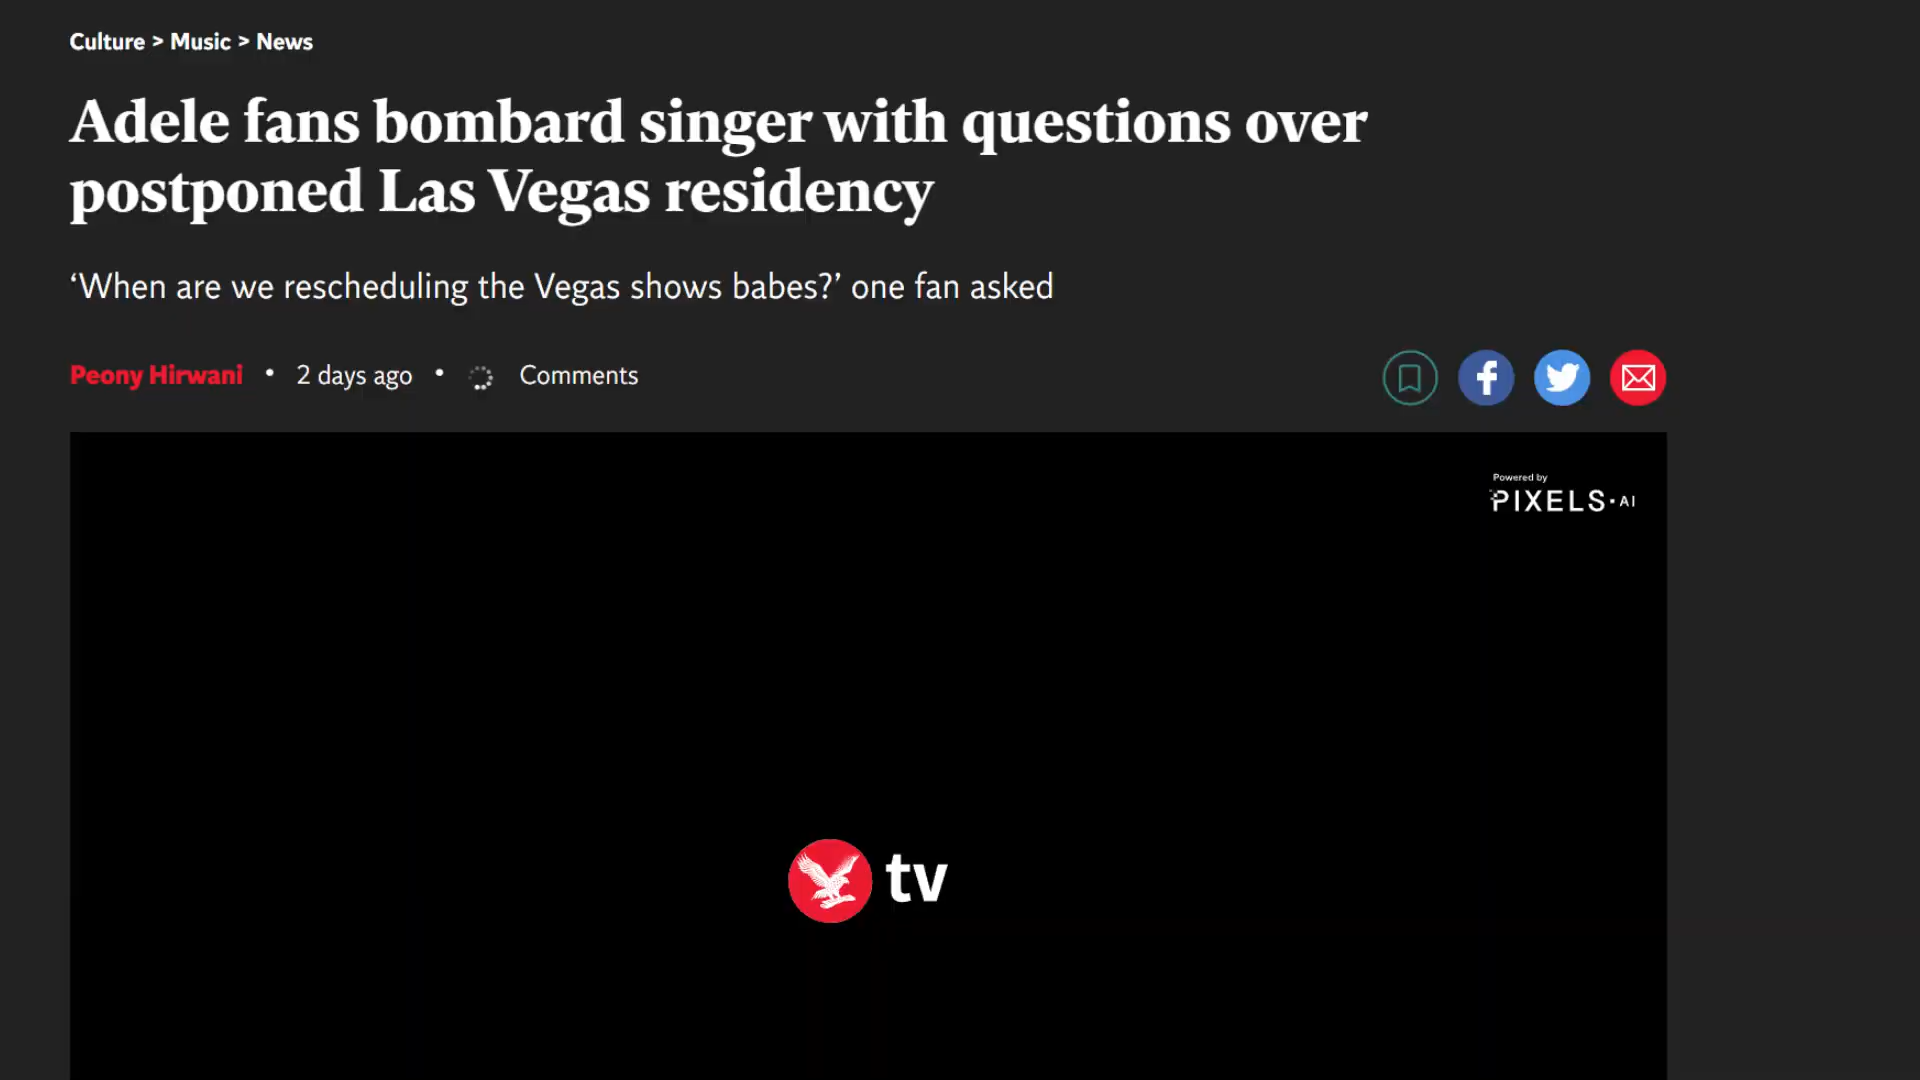 Culture > Music > News
Adele fans bombard singer with questions over
postponed Las Vegas residency
‘When are we rescheduling the Vegas shows babes?’ one fan asked
Peony Hirwani • 2 days ago • Comments
Powered by
PIXELS·AI
tv